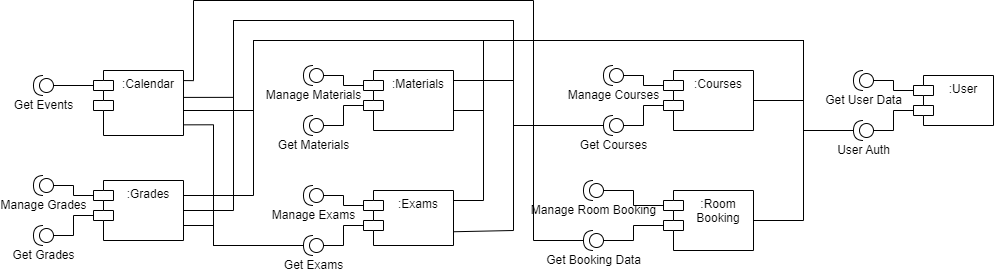 :Calendar
:Materials
:Courses
:User
Get Events
Manage Materials
Manage Courses
Get User Data
Get Materials
Get Courses
User Auth
:Grades
:Exams
:Room
Booking
Manage Grades
Manage Exams
Manage Room Booking
Get Grades
Get Exams
Get Booking Data